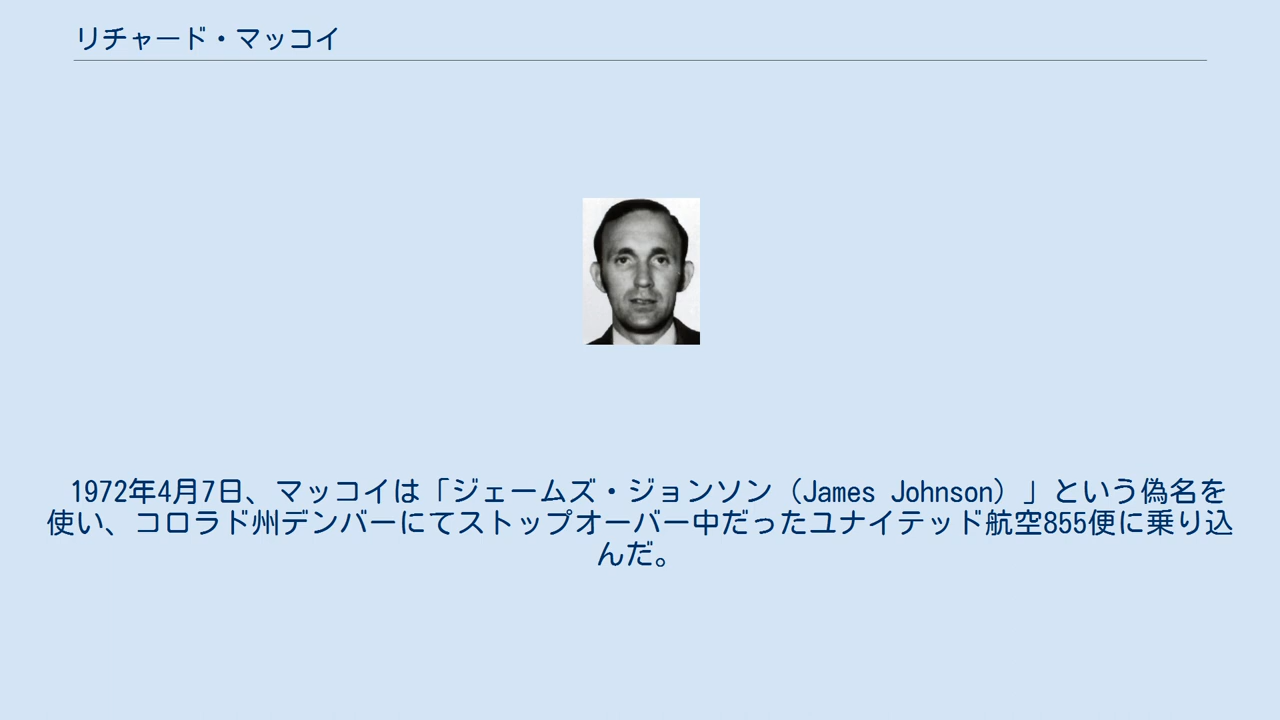 リチャード・マッコイ
1972年4月7日、マッコイは「ジェームズ・ジョンソン（James Johnson）」という偽名を
使い、コロラド州デンバーにてストップオーバー中だったユナイテッド航空855便に乗り込
んだ。